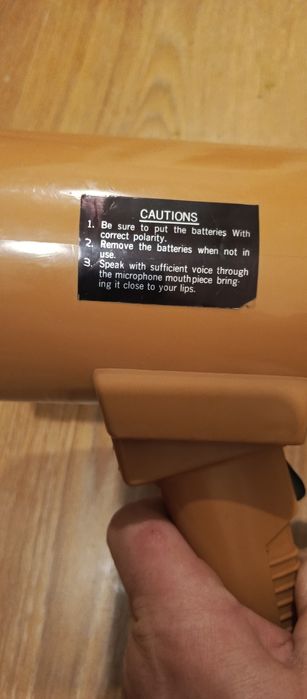 CAUTIONS
1. Be sure to put the batteries With
correct polarity.
2. Remove the batteries when not in
use.
3. Speak with sufficient voice through
the microphone mouthpiece bring-
ing it close to your lips.